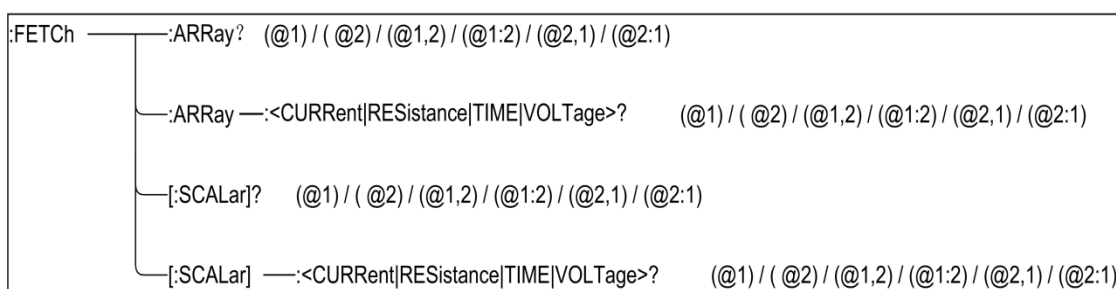 :FETCh :ARRay? (@1) / ( @2) / (@1,2) / (@1:2) / (@2,1) / (@2:1)
:ARRay :<CURRent|RESistance|TIME|VOLTage>? (@1) / ( @2) / (@1,2) / (@1:2) / (@2,1) / (@2:1)
[:SCALar]? (@1) / ( @2) / (@1,2) / (@1:2) / (@2,1) / (@2:1)
[:SCALar] :<CURRent|RESistance|TIME|VOLTage>? (@1) / ( @2) / (@1,2) / (@1:2) / (@2,1) / (@2:1)